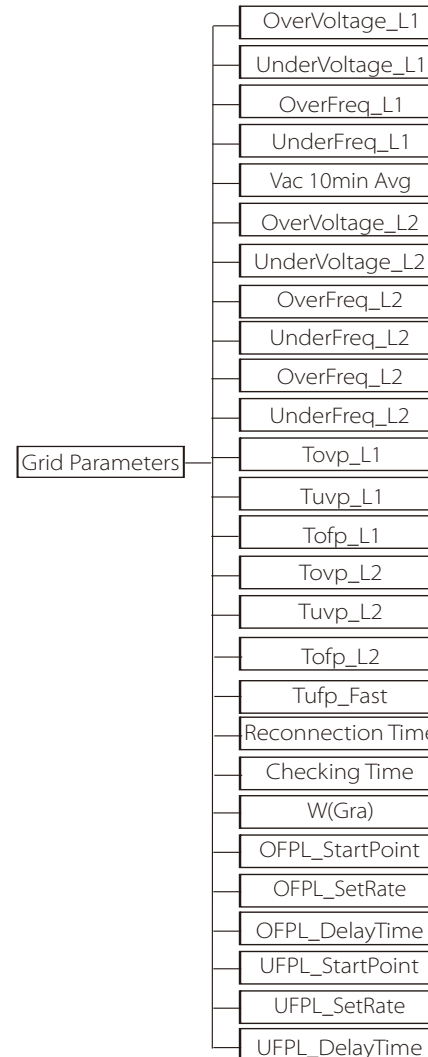 OverVoltage_L1
UnderVoltage_L1
OverFreq_L1
UnderFreq_L1
Vac 10min Avg
OverVoltage_L2
UnderVoltage_L2
OverFreq_L2
UnderFreq_L2
OverFreq_L2
UnderFreq_L2
Grid Parameters
Tovp_L1
Tuvp_L1
Tofp_L1
Tovp_L2
Tuvp_L2
Tofp_L2
Tufp_Fast
Reconnection Time
Checking Time
W(Gra)
OFPL_StartPoint
OFPL_SetRate
OFPL_DelayTime
UFPL_StartPoint
UFPL_SetRate
UFPL_DelayTime